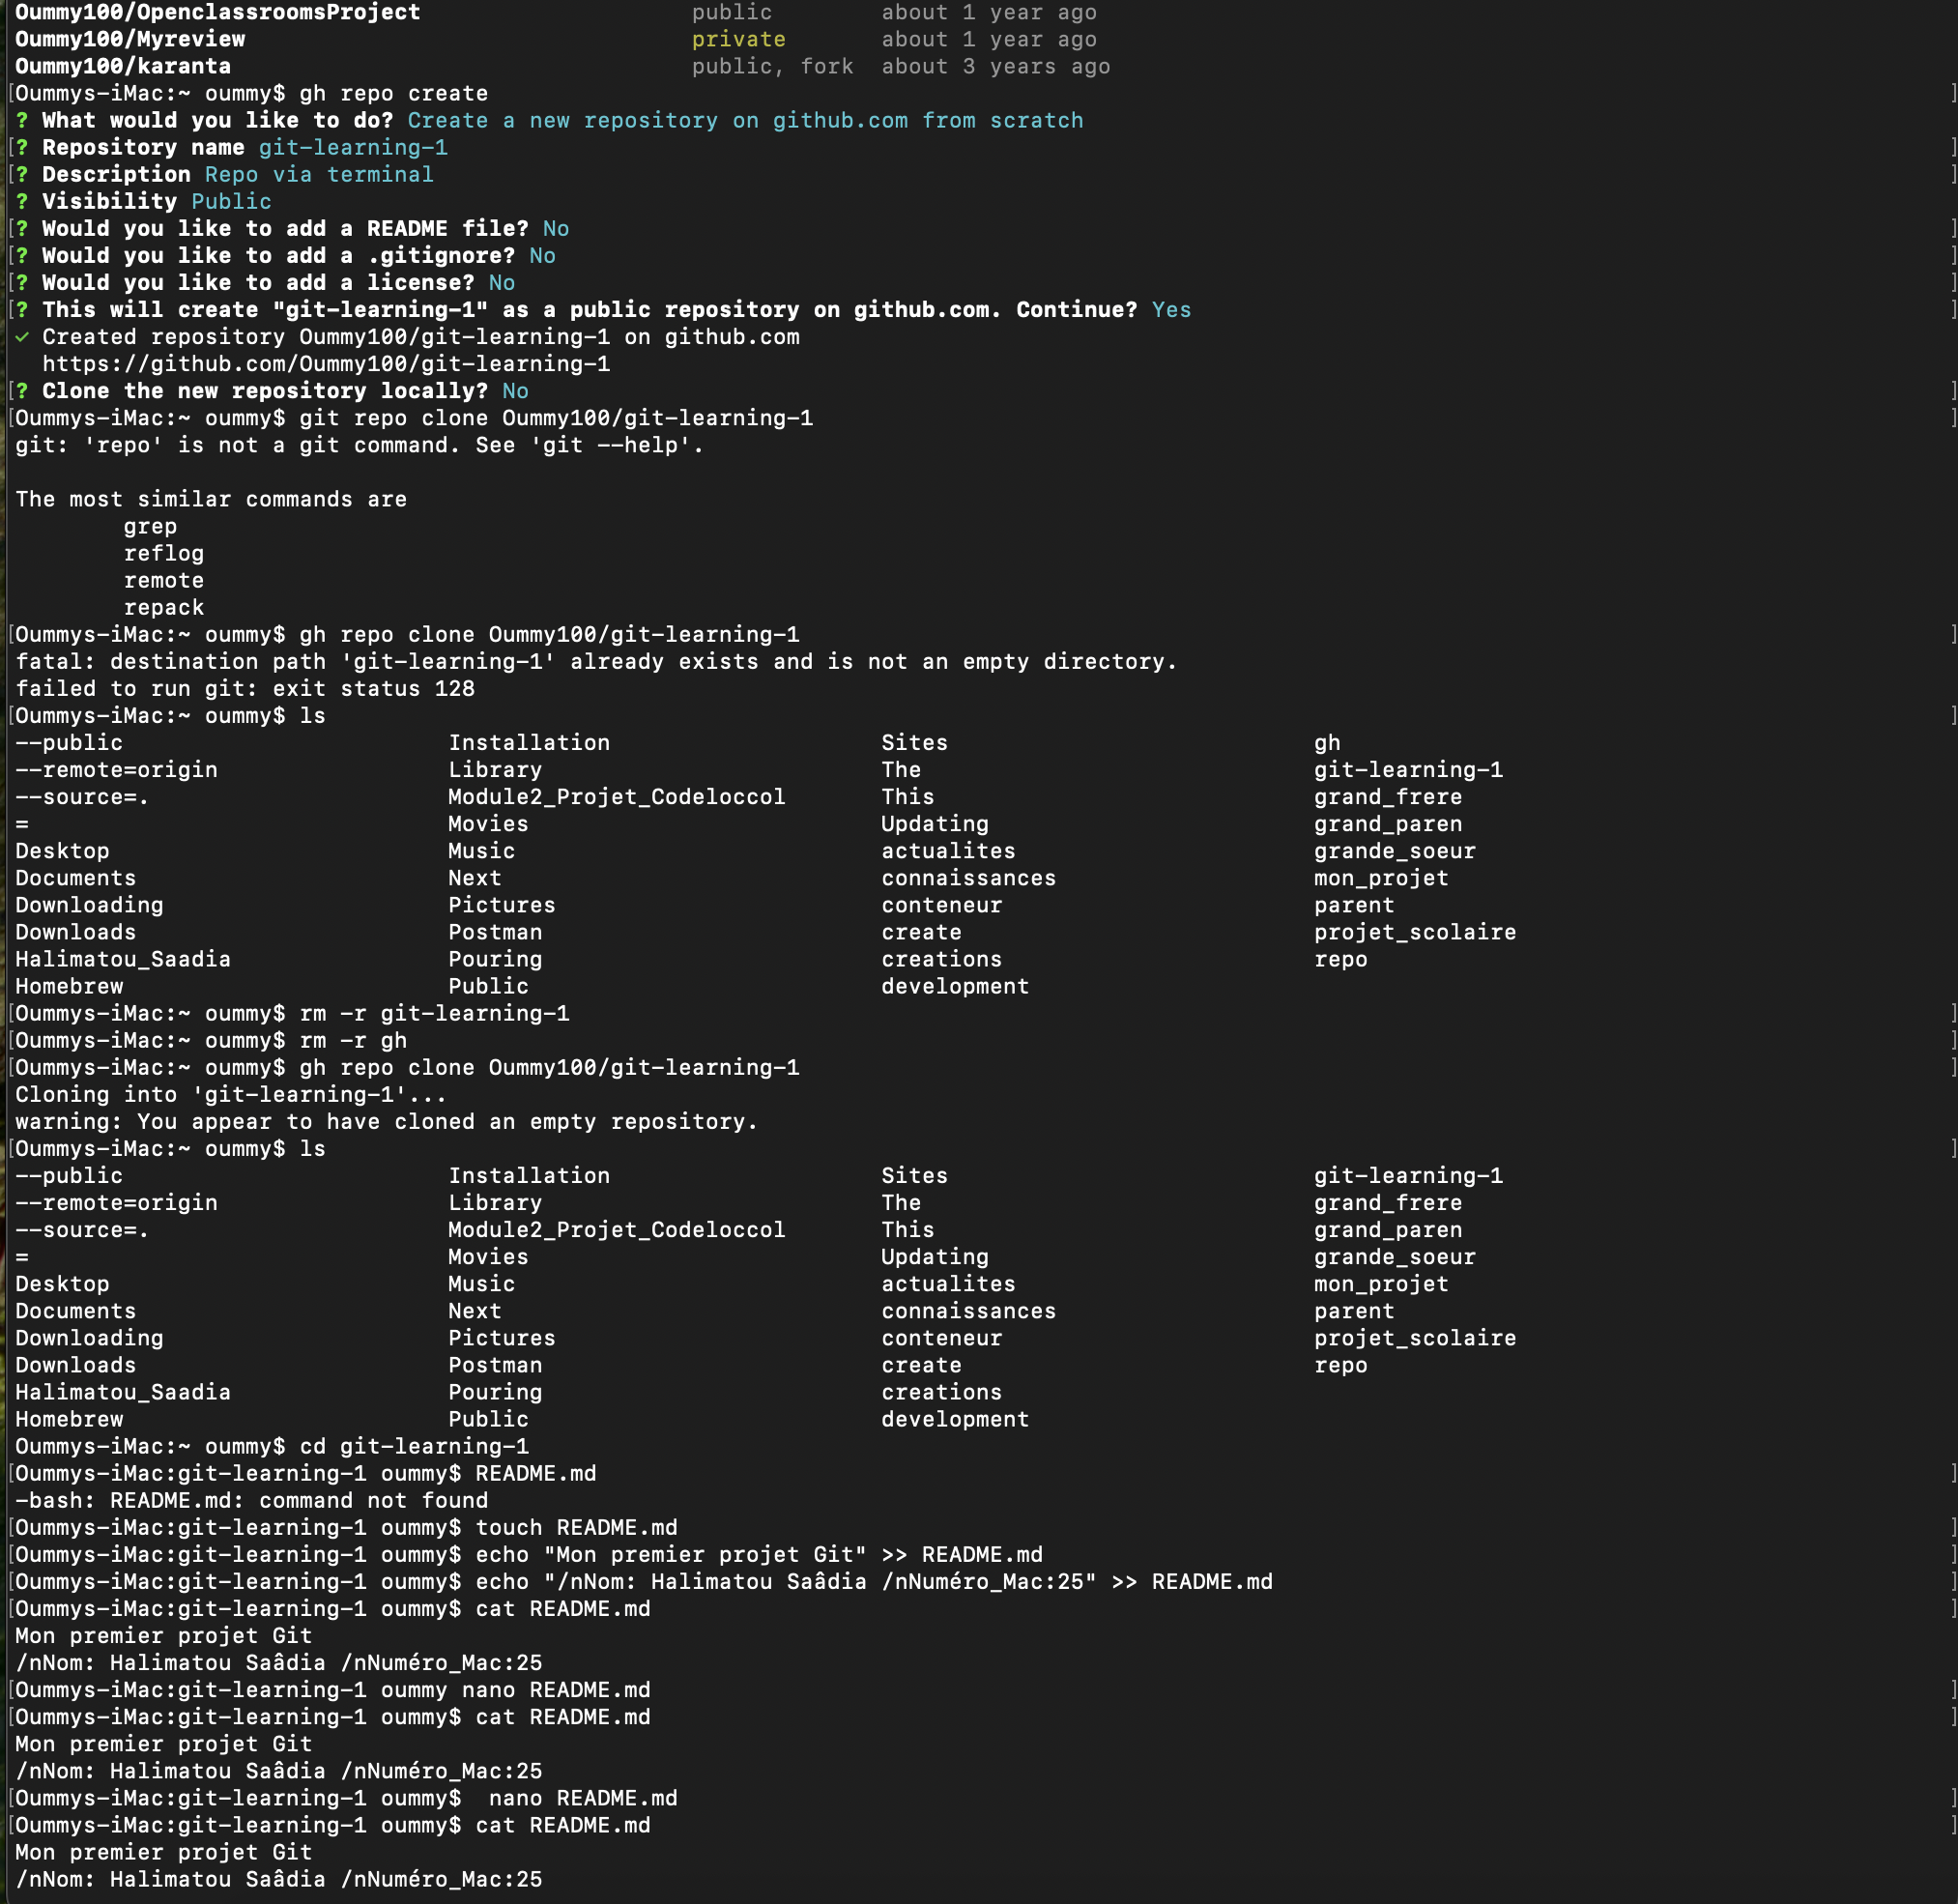 Oummy100/OpenclassroomsProject public about 1 year ago
Oummy100/Myreview private about 1 year ago
Oummy100/karanta public, fork about 3 years ago
[Oummys-iMac:~ oummy$ gh repo create ]
? What would you like to do? Create a new repository on github.com from scratch
[? Repository name git-learning-1 ]
[? Description Repo via terminal ]
? Visibility Public
[? Would you like to add a README file? No ]
[? Would you like to add a .gitignore? No ]
[? Would you like to add a license? No ]
[? This will create "git-learning-1" as a public repository on github.com. Continue? Yes ]
✓ Created repository Oummy100/git-learning-1 on github.com
https://github.com/Oummy100/git-learning-1
[? Clone the new repository locally? No ]
[Oummys-iMac:~ oummy$ git repo clone Oummy100/git-learning-1 ]
git: 'repo' is not a git command. See 'git --help'.
The most similar commands are
grep
reflog
remote
repack
[Oummys-iMac:~ oummy$ gh repo clone Oummy100/git-learning-1 ]
fatal: destination path 'git-learning-1' already exists and is not an empty directory.
failed to run git: exit status 128
[Oummys-iMac:~ oummy$ ls ]
--public Installation Sites gh
--remote=origin Library The git-learning-1
--source=. Module2_Projet_Codeloccol This grand_frere
= Movies Updating grand_paren
Desktop Music actualites grande_soeur
Documents Next connaissances mon_projet
Downloading Pictures conteneur parent
Downloads Postman create projet_scolaire
Halimatou_Saadia Pouring creations repo
Homebrew Public development
[Oummys-iMac:~ oummy$ rm -r git-learning-1 ]
[Oummys-iMac:~ oummy$ rm -r gh ]
[Oummys-iMac:~ oummy$ gh repo clone Oummy100/git-learning-1 ]
Cloning into 'git-learning-1'...
warning: You appear to have cloned an empty repository.
[Oummys-iMac:~ oummy$ ls ]
--public Installation Sites git-learning-1
--remote=origin Library The grand_frere
--source=. Module2_Projet_Codeloccol This grand_paren
= Movies Updating grande_soeur
Desktop Music actualites mon_projet
Documents Next connaissances parent
Downloading Pictures conteneur projet_scolaire
Downloads Postman create repo
Halimatou_Saadia Pouring creations
Homebrew Public development
Oummys-iMac:~ oummy$ cd git-learning-1
[Oummys-iMac:git-learning-1 oummy$ README.md ]
-bash: README.md: command not found
[Oummys-iMac:git-learning-1 oummy$ touch README.md ]
[Oummys-iMac:git-learning-1 oummy$ echo "Mon premier projet Git" >> README.md ]
[Oummys-iMac:git-learning-1 oummy$ echo "/nNom: Halimatou Saâdia /nNuméro_Mac:25" >> README.md ]
[Oummys-iMac:git-learning-1 oummy$ cat README.md ]
Mon premier projet Git
/nNom: Halimatou Saâdia /nNuméro_Mac:25
[Oummys-iMac:git-learning-1 oummy nano README.md ]
[Oummys-iMac:git-learning-1 oummy$ cat README.md ]
Mon premier projet Git
/nNom: Halimatou Saâdia /nNuméro_Mac:25
[Oummys-iMac:git-learning-1 oummy$  nano README.md ]
[Oummys-iMac:git-learning-1 oummy$ cat README.md ]
Mon premier projet Git
/nNom: Halimatou Saâdia /nNuméro_Mac:25